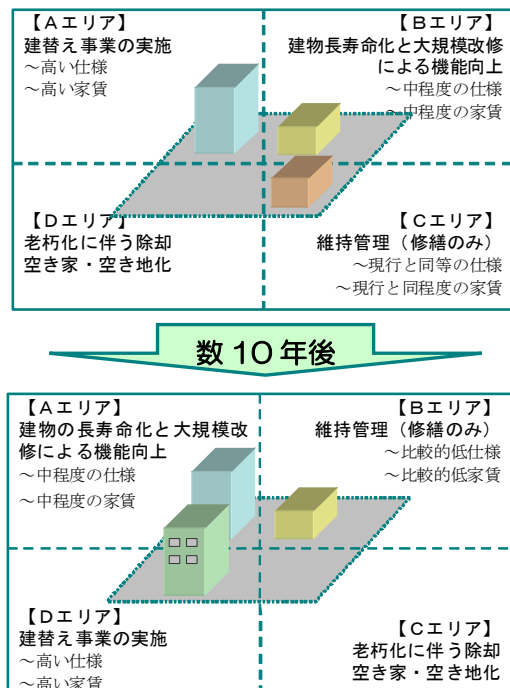 【Ａエリア】
建替え事業の実施
～高い仕様
～高い家賃
【Ｂエリア】
建物長寿命化と大規模改修
による機能向上
～中程度の仕様
～中程度の家賃
【Ｄエリア】
老朽化に伴う除却
空き家・空き地化
【Ｃエリア】
維持管理（修繕のみ）
～現行と同等の仕様
～現行と同程度の家賃
数10年後
【Ａエリア】
建物の長寿命化と大規模改
修による機能向上
～中程度の仕様
～中程度の家賃
【Ｂエリア】
維持管理（修繕のみ）
～比較的低仕様
～比較的低家賃
【Ｄエリア】
建替え事業の実施
～高い仕様
～高い家賃
【Ｃエリア】
老朽化に伴う除却
空き家・空き地化